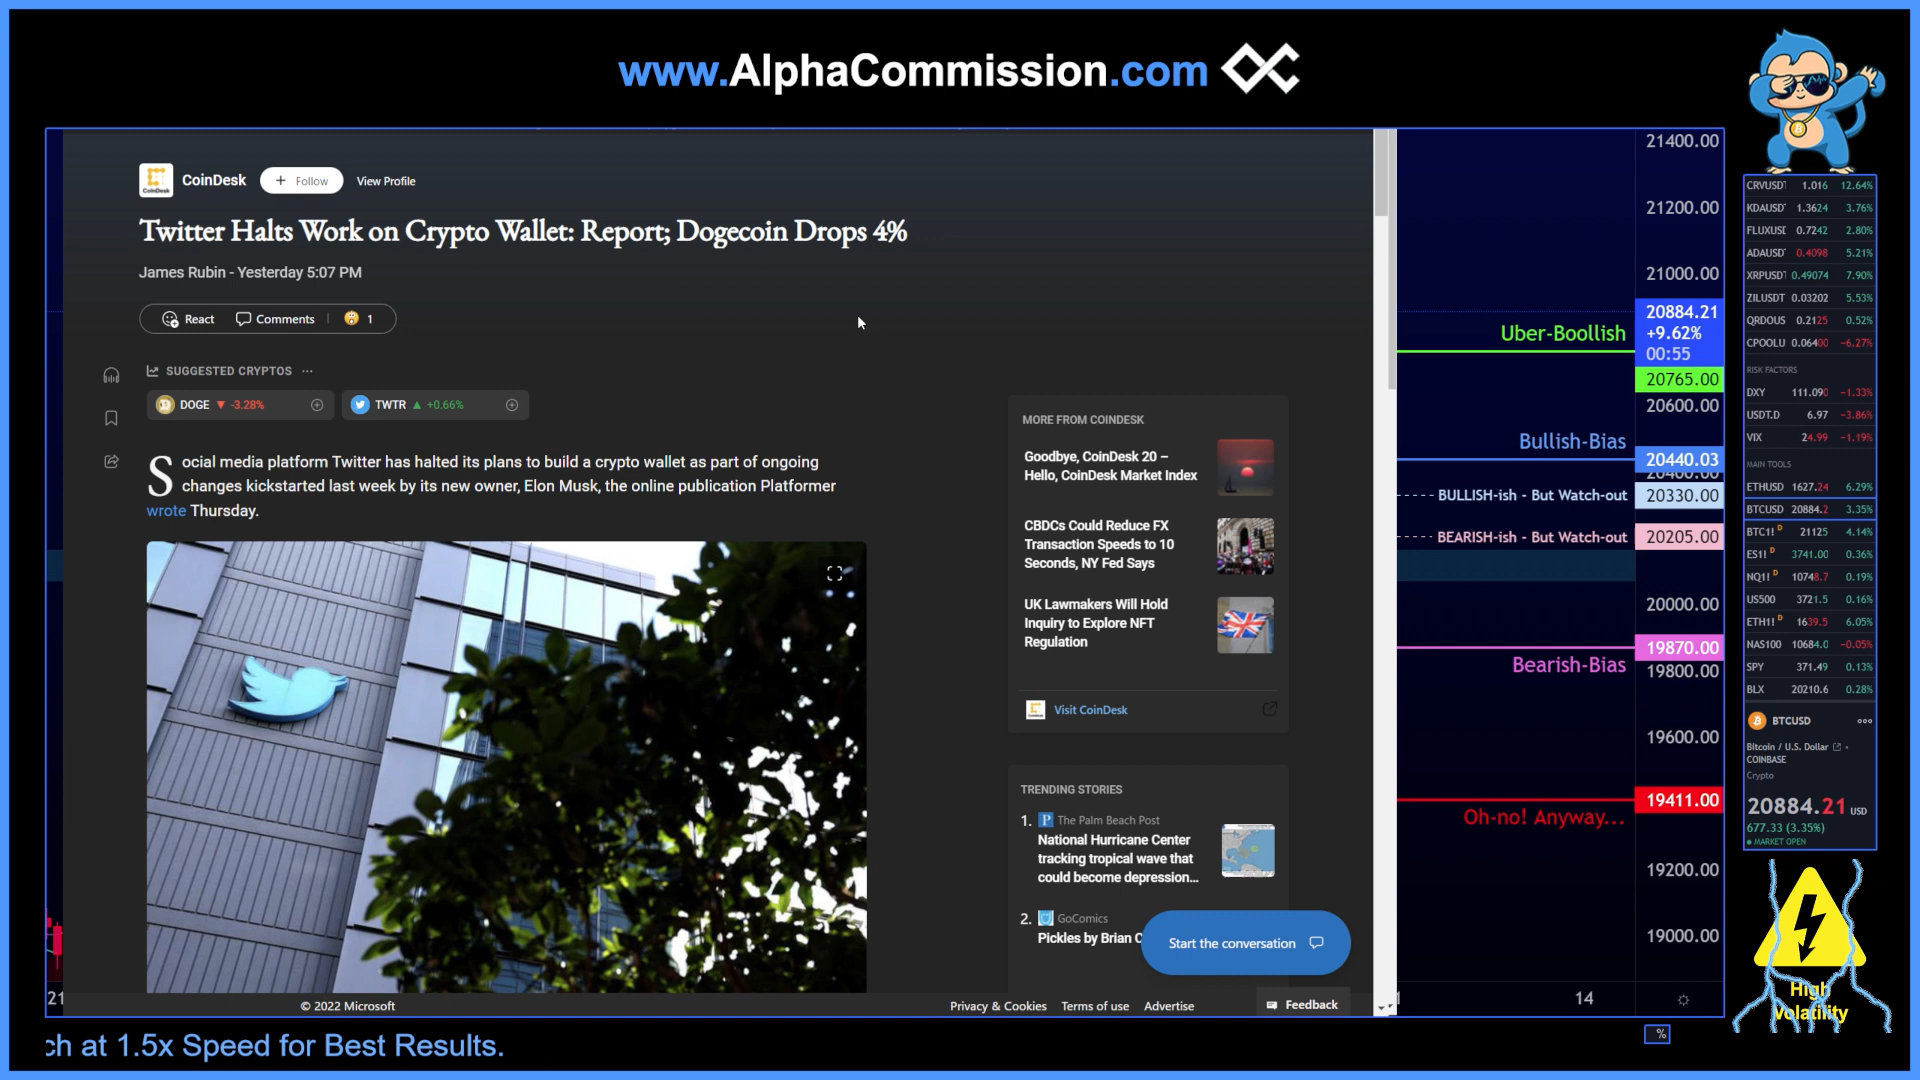 www.AlphaCommission.com
CoinDesk
+ Follow
View Profile
Twitter Halts Work on Crypto Wallet: Report; Dogecoin Drops 4%
James Rubin - Yesterday 5:07 PM
React
Comments
1
SUGGESTED CRYPTOS ...
DOGE ▼ -3.28%
TWTR ▲ +0.66%
Social media platform Twitter has halted its plans to build a crypto wallet as part of ongoing
changes kickstarted last week by its new owner, Elon Musk, the online publication Platformer
wrote Thursday.
MORE FROM COINDESK
Goodbye, CoinDesk 20 –
Hello, CoinDesk Market Index
CBDCs Could Reduce FX
Transaction Speeds to 10
Seconds, NY Fed Says
UK Lawmakers Will Hold
Inquiry to Explore NFT
Regulation
Visit CoinDesk
TRENDING STORIES
1. The Palm Beach Post
National Hurricane Center
tracking tropical wave that
could become depression...
2. GoComics
Pickles by Brian C
Start the conversation
© 2022 Microsoft
Privary & Cookies Terms of use Advertise
Feedback
Uber-Boollish
Bullish-Bias
BULLISH-ish - But Watch-out
BEARISH-ish - But Watch-out
Bearish-Bias
Oh-no! Anyway...
21400.00
21200.00
21000.00
20884.21
+9.62%
00:55
20765.00
20600.00
20440.03
20400.00
20330.00
20205.00
20000.00
19870.00
19800.00
19600.00
19411.00
19200.00
19000.00
21
14
CRVUSDT 1.016 12.64%
KDAUSD 1.3624 3.76%
FLUXUSD 0.7242 2.80%
ADAUSD 0.4098 5.21%
XRPUSDT 0.49074 7.90%
ZILUSDT 0.03202 5.53%
QRDOUS 0.2125 0.52%
CPOOLU 0.06400 -6.27%
RISK FACTORS
DXY 111.090 -1.33%
USDT.D 6.97 -3.86%
VIX 24.99 -1.19%
MAIN TOOLS
ETHUSD 1627.24 6.29%
BTCUSD 20884.2 3.35%
BTC1! D 21125 4.14%
ES1! D 3741.00 0.36%
NQ1! D 10748.7 0.19%
US500 3721.5 0.16%
ETH1! D 1639.5 6.05%
NAS100 10684.0 -0.05%
SPY 371.49 0.13%
BLX 20210.6 0.28%
BTCUSD
Bitcoin / U.S. Dollar
COINBASE
Crypto
20884.21 USD
677.33 (3.35%)
MARKET OPEN
High
Volatility
%
ch at 1.5x Speed for Best Results.